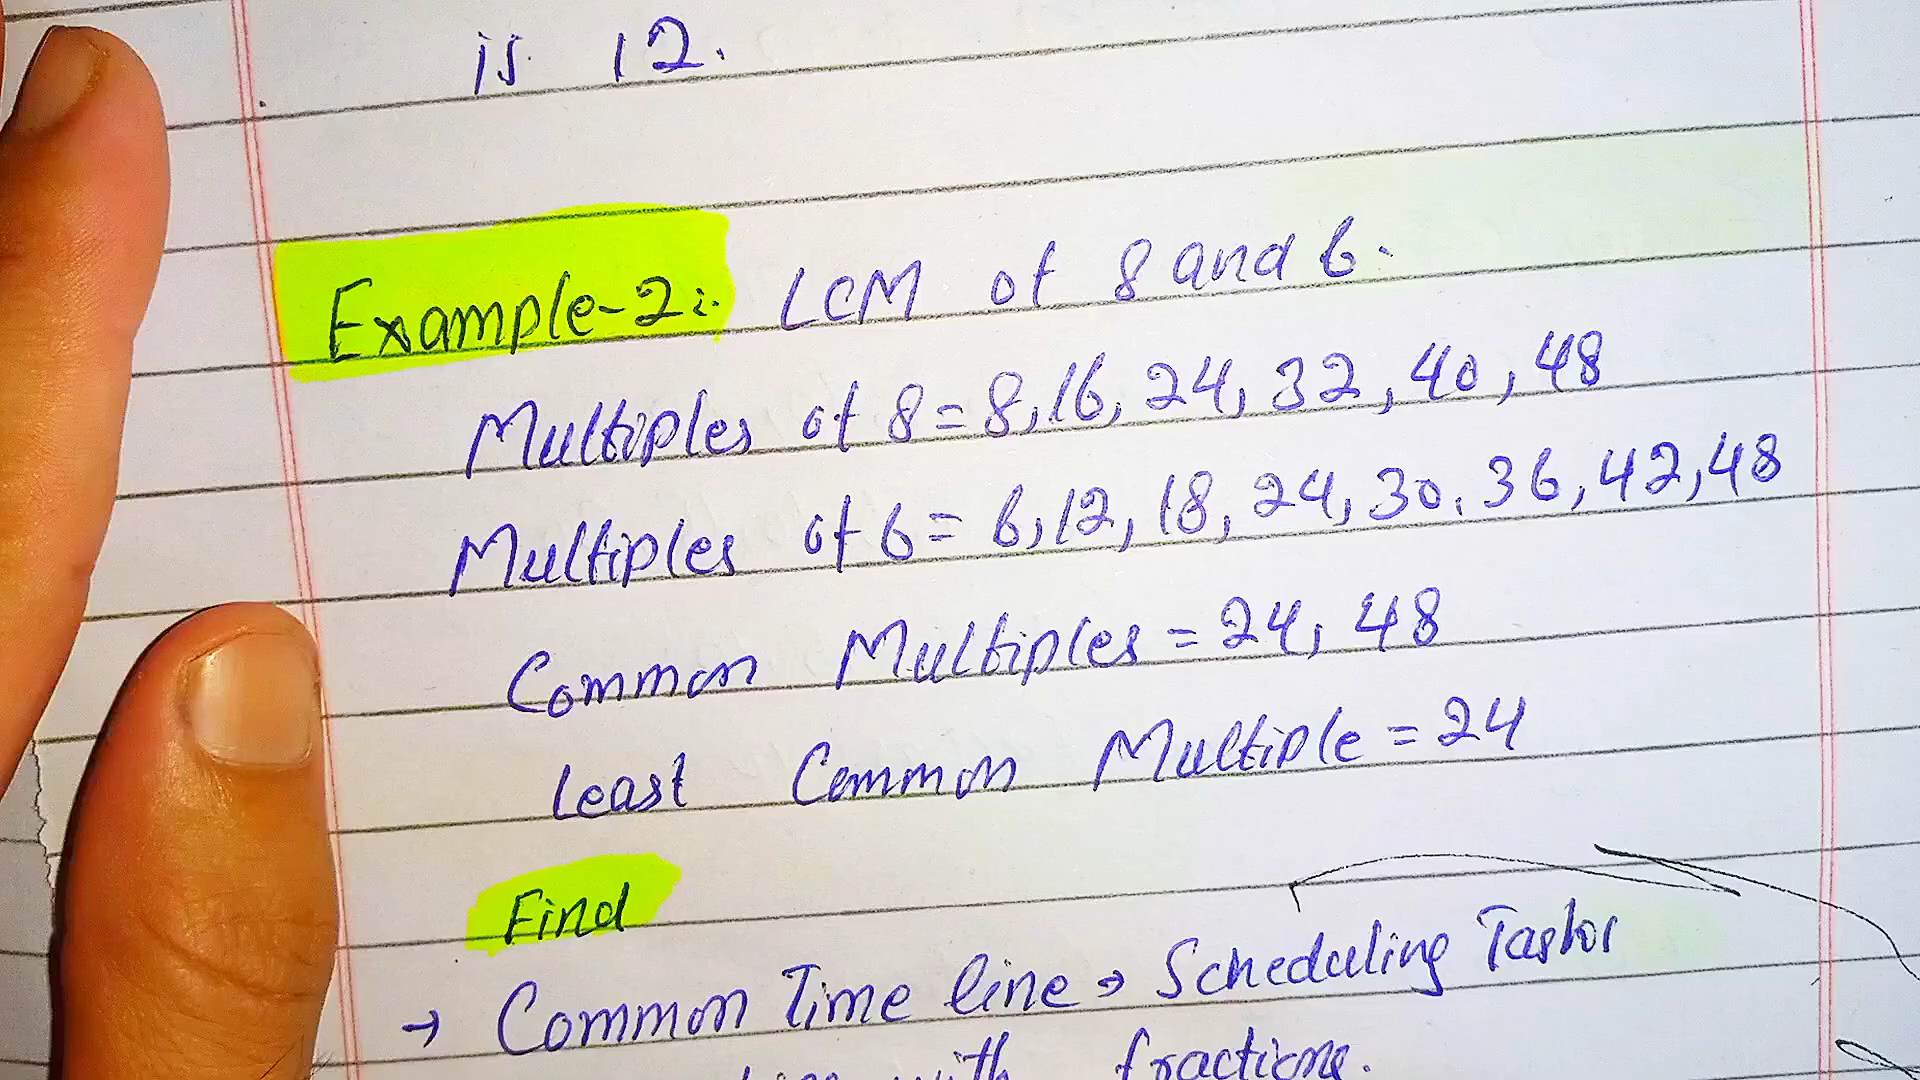 is 12.
Example-2:- LCM of 8 and 6.
Multiples of 8 = 8, 16, 24, 32, 40, 48
Multiples of 6 = 6, 12, 18, 24, 30, 36, 42, 48
Common Multiples = 24, 48
Least Common Multiple = 24
Find
→ Common Time line → Scheduling Tasks
with fractions.